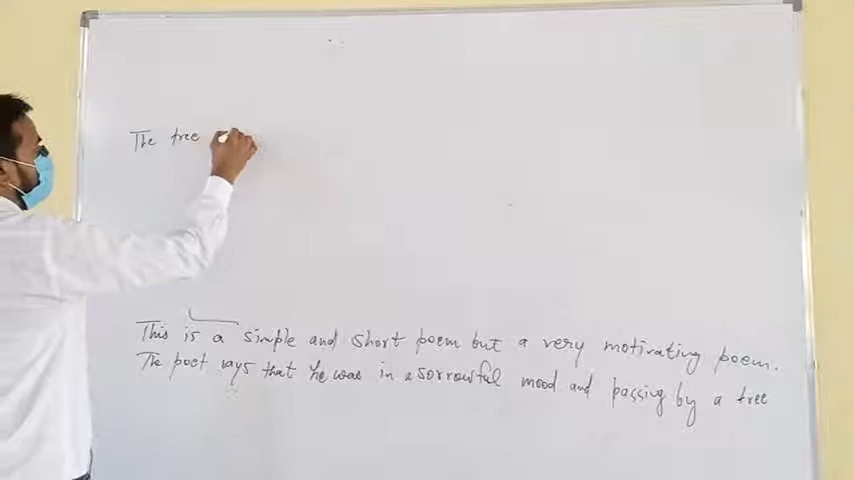 The tree
This is a simple and short poem but a very motivating poem.
The poet says that he was in a sorrowful mood and passing by a tree